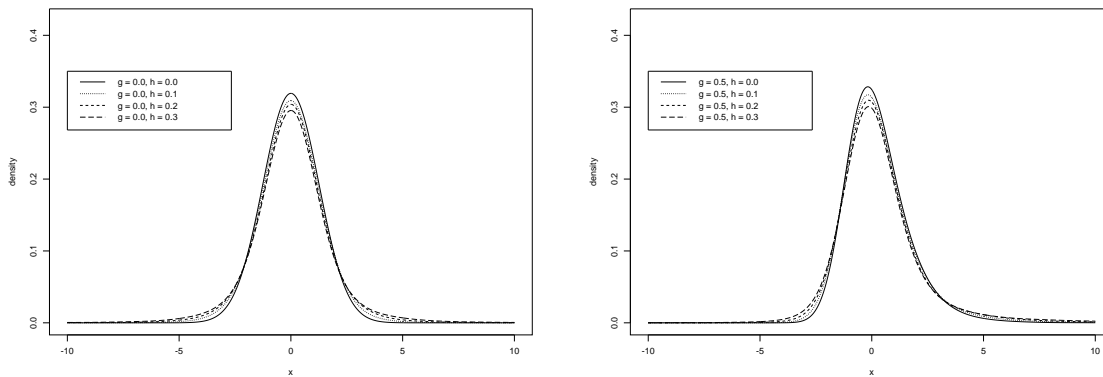 0.4
0.3
0.2
0.1
0.0
density
g = 0.0, h = 0.0
g = 0.0, h = 0.1
g = 0.0, h = 0.2
g = 0.0, h = 0.3
-10 -5 0 5 10
x
0.4
0.3
0.2
0.1
0.0
density
g = 0.5, h = 0.0
g = 0.5, h = 0.1
g = 0.5, h = 0.2
g = 0.5, h = 0.3
-10 -5 0 5 10
x